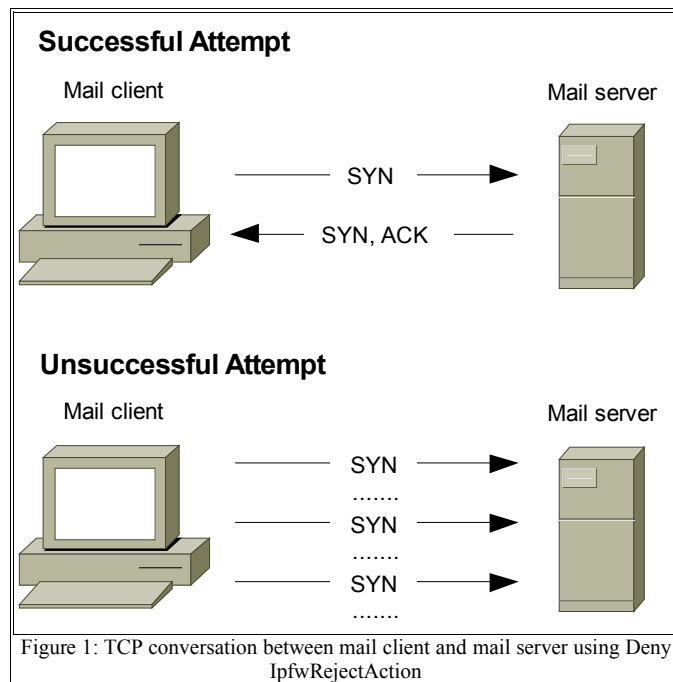 Successful Attempt
Mail client
Mail server
SYN
SYN, ACK
Unsuccessful Attempt
Mail client
Mail server
SYN
.......
SYN
.......
SYN
.......
Figure 1: TCP conversation between mail client and mail server using Deny
IpfwRejectAction